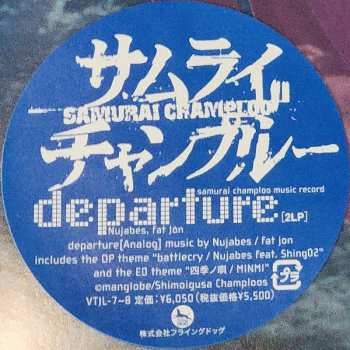 サムライ
SAMURAI CHAMPLOO
チャンプルー
samurai champloo music record
departure [2LP]
Nujabes, fat jon
departure[Analog] music by Nujabes / fat jon
includes the OP theme "battlecry / Nujabes feat. Shing02"
and the ED theme "四季ノ唄 / MINMI"
©manglobe/Shimoigusa Champloos
VTJL-7~8 定価:¥6,050(税抜価格¥5,500)
プラ
株式会社フライングドッグ